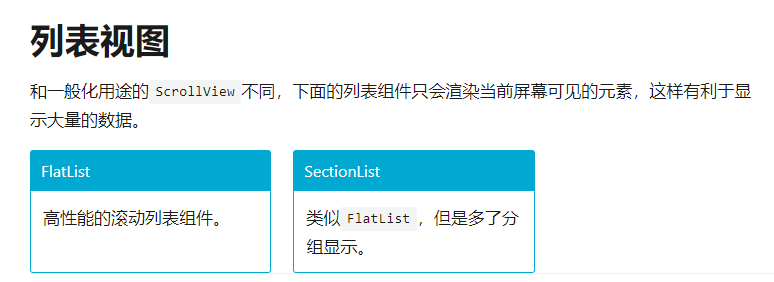 列表视图
和一般化用途的 ScrollView 不同，下面的列表组件只会渲染当前屏幕可见的元素，这样有利于显
示大量的数据。
FlatList
高性能的滚动列表组件。
SectionList
类似 FlatList ，但是多了分
组显示。